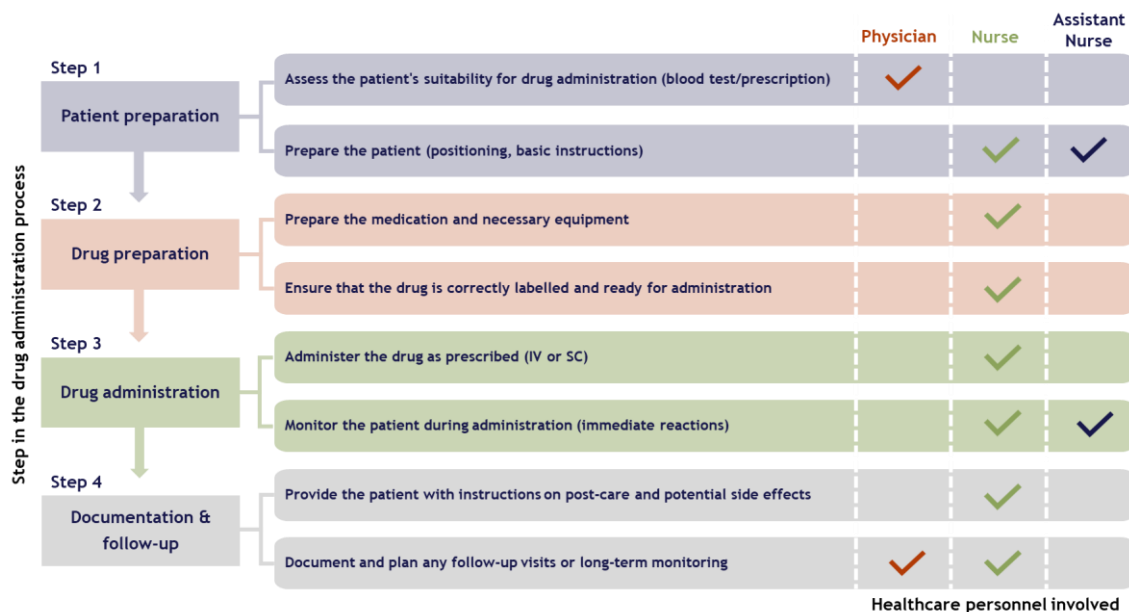 Assistant
Physician
Nurse
Nurse
Step 1
Patient preparation
Assess the patient's suitability for drug administration (blood test/prescription)
Prepare the patient (positioning, basic instructions)
Step 2
Drug preparation
Prepare the medication and necessary equipment
Ensure that the drug is correctly labelled and ready for administration
Step 3
Drug administration
Administer the drug as prescribed (IV or SC)
Monitor the patient during administration (immediate reactions)
Step 4
Documentation &
follow-up
Provide the patient with instructions on post-care and potential side effects
Document and plan any follow-up visits or long-term monitoring
Step in the drug administration process
Healthcare personnel involved